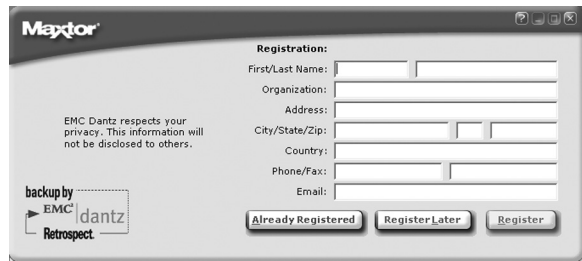 Maxtor
Registration:
First/Last Name:
Organization:
Address:
City/State/Zip:
Country:
Phone/Fax:
Email:
EMC Dantz respects your
privacy. This information will
not be disclosed to others.
backup by
EMC² dantz
Retrospect.
Already Registered
Register Later
Register